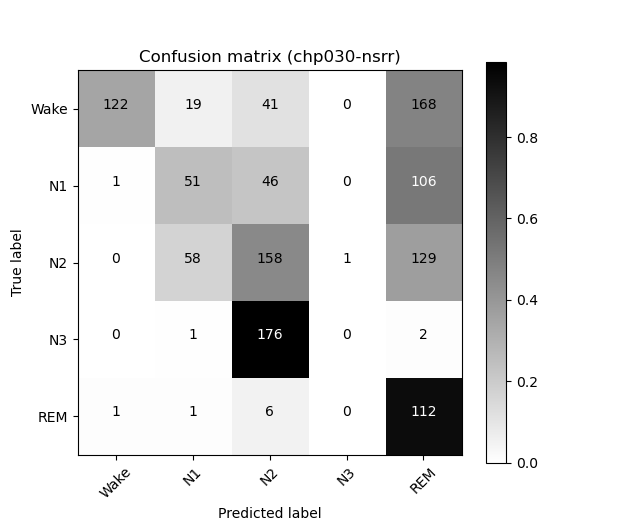 Confusion matrix (chp030-nsrr)
True label
Wake 122 19 41 0 168
N1 1 51 46 0 106
N2 0 58 158 1 129
N3 0 1 176 0 2
REM 1 1 6 0 112
Wake N1 N2 N3 REM
Predicted label
0.8
0.6
0.4
0.2
0.0